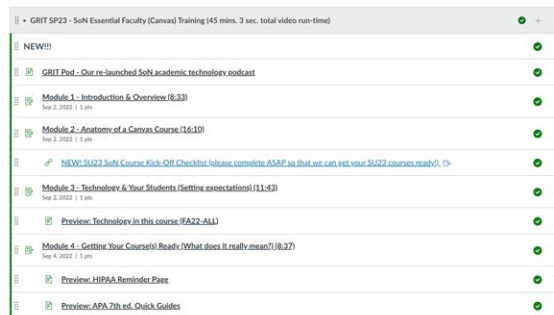 GRIT SP23 - SoN Essential Faculty (Canvas) Training (45 mins. 3 sec. total video run-time)
NEW!!!
GRIT Pod - Our re-launched SoN academic technology podcast
Module 1 - Introduction & Overview (8:33)
Sep 2, 2022 | 1 pts
Module 2 - Anatomy of a Canvas Course (16:10)
Sep 2, 2022 | 1 pts
NEW! SU23 SoN Course Kick-Off Checklist (please complete ASAP so that we can get your SU23 courses ready!)
Module 3 - Technology & Your Students (Setting expectations) (11:43)
Sep 2, 2022 | 1 pts
Preview: Technology in this course (FA22-ALL)
Module 4 - Getting Your Course(s) Ready (What does it really mean?) (8:37)
Sep 4, 2022 | 1 pts
Preview: HIPAA Reminder Page
Preview: APA 7th ed. Quick Guides